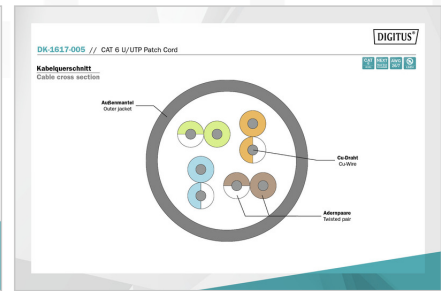 DIGITUS®
DK-1617-005 // CAT 6 U/UTP Patch Cord
Kabelquerschnitt
Cable cross section
CAT
Außenmantel
Outer jacket
Cu-Draht
Cu-Wire
Adernpaare
Twisted pair